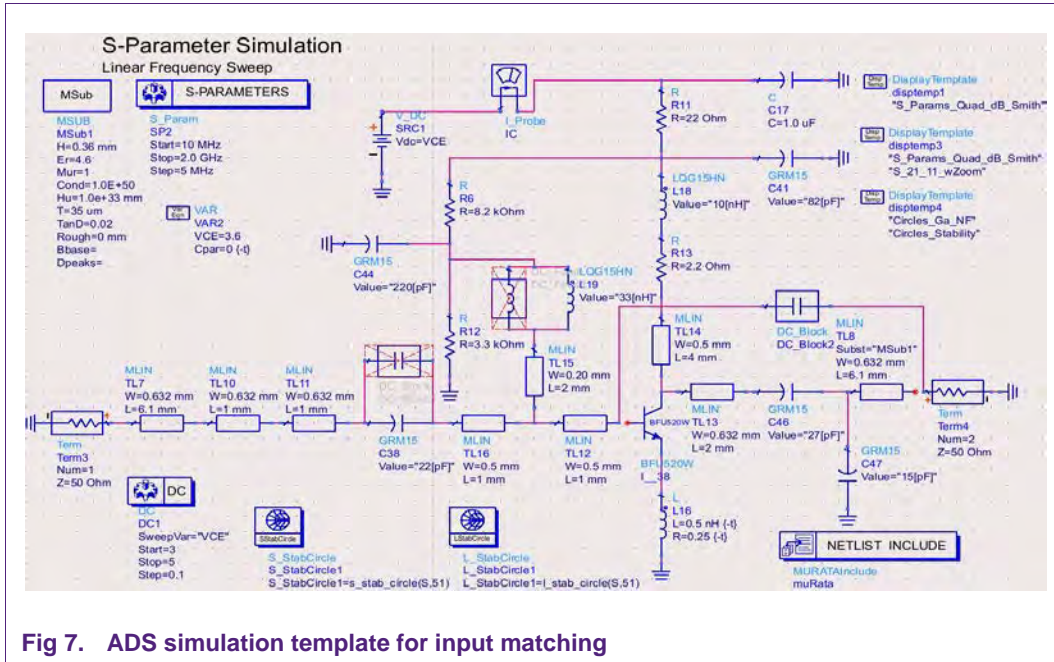 S-Parameter Simulation
Linear Frequency Sweep
MSub
MSUB
MSub1
H=0.36 mm
Er=4.6
Mur=1
Cond=1.0E+50
Hu=1.0e+33 mm
T=35 um
TanD=0.02
Rough=0 mm
Bbase=
Dpeaks=
S-PARAMETERS
S_Param
SP2
Start=10 MHz
Stop=2.0 GHz
Step=5 MHz
Var
Eqn
VAR
VAR2
VCE=3.6
Cpar=0 {-t}
V_DC
SRC1
Vdc=VCE
I_Probe
IC
R
R11
R=22 Ohm
C
C17
C=1.0 uF
GRM15
C41
Value="82[pF]"
Disp
Temp
DisplayTemplate
disptemp1
"S_Params_Quad_dB_Smith"
Disp
Temp
DisplayTemplate
disptemp3
"S_Params_Quad_dB_Smith"
"S_21_11_wZoom"
Disp
Temp
DisplayTemplate
disptemp4
"Circles_Ga_NF"
"Circles_Stability"
R
R6
R=8.2 kOhm
LQG15HN
L18
Value="10[nH]"
GRM15
C44
Value="220[pF]"
LQG15HN
L19
Value="33[nH]"
R
R13
R=2.2 Ohm
R
R12
R=3.3 kOhm
MLIN
TL14
W=0.5 mm
L=4 mm
DC_Block
DC_Block2
MLIN
TL8
Subst="MSub1"
W=0.632 mm
L=6.1 mm
MLIN
TL15
W=0.20 mm
L=2 mm
MLIN
TL7
W=0.632 mm
L=6.1 mm
MLIN
TL10
W=0.632 mm
L=1 mm
MLIN
TL11
W=0.632 mm
L=1 mm
Term
Term3
Num=1
Z=50 Ohm
GRM15
C38
Value="22[pF]"
MLIN
TL16
W=0.5 mm
L=1 mm
MLIN
TL12
W=0.5 mm
L=1 mm
BFU520W
BFU520W
I__38
MLIN
TL13
W=0.632 mm
L=2 mm
GRM15
C46
Value="27[pF]"
GRM15
C47
Value="15[pF]"
Term
Term4
Num=2
Z=50 Ohm
L
L16
L=0.5 nH {-t}
R=0.25 {-t}
DC
DC
DC1
SweepVar="VCE"
Start=3
Stop=5
Step=0.1
SStabCircle
S_StabCircle
S_StabCircle1
S_StabCircle1=s_stab_circle(S,51)
LStabCircle
L_StabCircle
L_StabCircle1
L_StabCircle1=l_stab_circle(S,51)
NETLIST INCLUDE
MURATAInclude
muRata
Fig 7. ADS simulation template for input matching